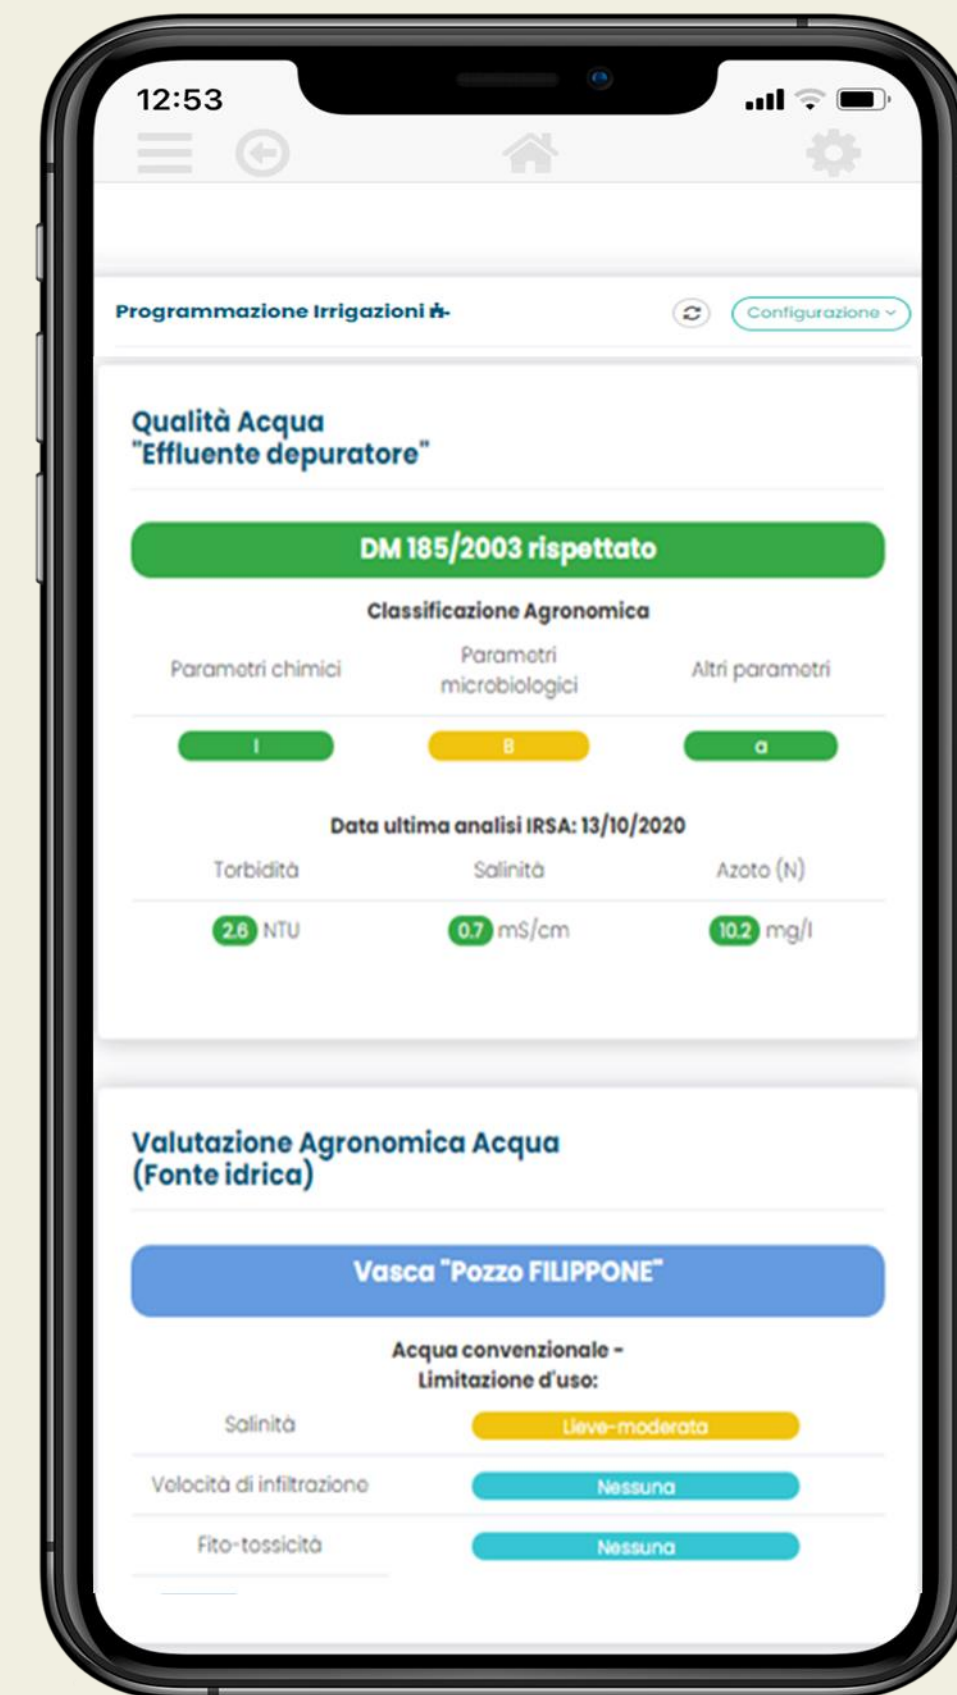 12:53
Programmazione Irrigazioni
Configurazione
Qualità Acqua
"Effluente depuratore"
DM 185/2003 rispettato
Classificazione Agronomica
Parametri chimici
Parametri
microbiologici
Altri parametri
I
B
a
Data ultima analisi IRSA: 13/10/2020
Torbidità
Salinità
Azoto (N)
2.6 NTU
0.7 mS/cm
10.2 mg/l
Valutazione Agronomica Acqua
(Fonte idrica)
Vasca "Pozzo FILIPPONE"
Acqua convenzionale -
Limitazione d'uso:
Salinità
Lieve-moderata
Velocità di infiltrazione
Nessuna
Fito-tossicità
Nessuna